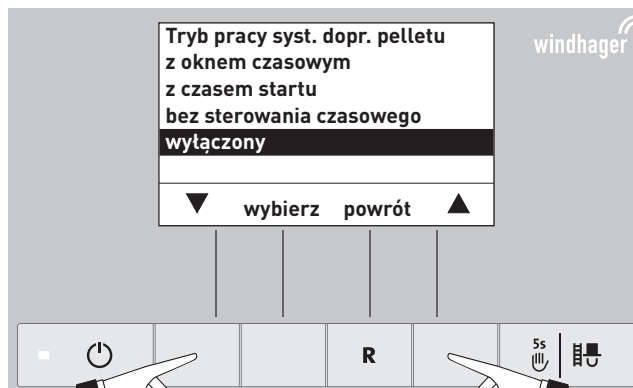 Tryb pracy syst. dopr. pelletu
z oknem czasowym
z czasem startu
bez sterowania czasowego
wyłączony
▼ wybierz powrót ▲
windhager
R
5s